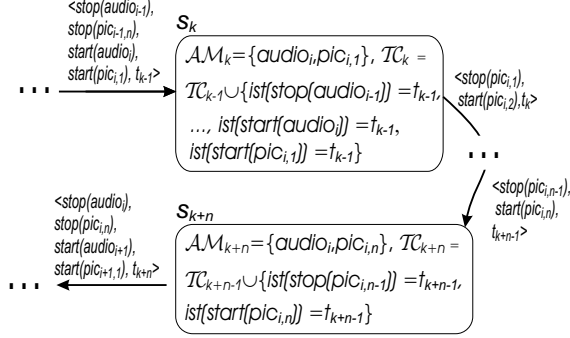 <stop(audio_{i-1}),
stop(pic_{i-1,n}),
start(audio_i),
start(pic_{i,1}), t_{k-1}>
...
S_k
AM_k={audio_i,pic_{i,1}}, TC_k =
TC_{k-1}∪{ist(stop(audio_{i-1}))=t_{k-1},
..., ist(start(audio_i))=t_{k-1},
ist(start(pic_{i,1}))=t_{k-1}}
<stop(pic_{i,1}),
start(pic_{i,2}),t_k>
...
<stop(pic_{i,n-1}),
start(pic_{i,n}),
t_{k+n-1}>
S_{k+n}
AM_{k+n}={audio_i,pic_{i,n}}, TC_{k+n} =
TC_{k+n-1}∪{ist(stop(pic_{i,n-1}))=t_{k+n-1},
ist(start(pic_{i,n}))=t_{k+n-1}}
<stop(audio_i),
stop(pic_{i,n}),
start(audio_{i+1}),
start(pic_{i+1,1}), t_{k+n}>
...